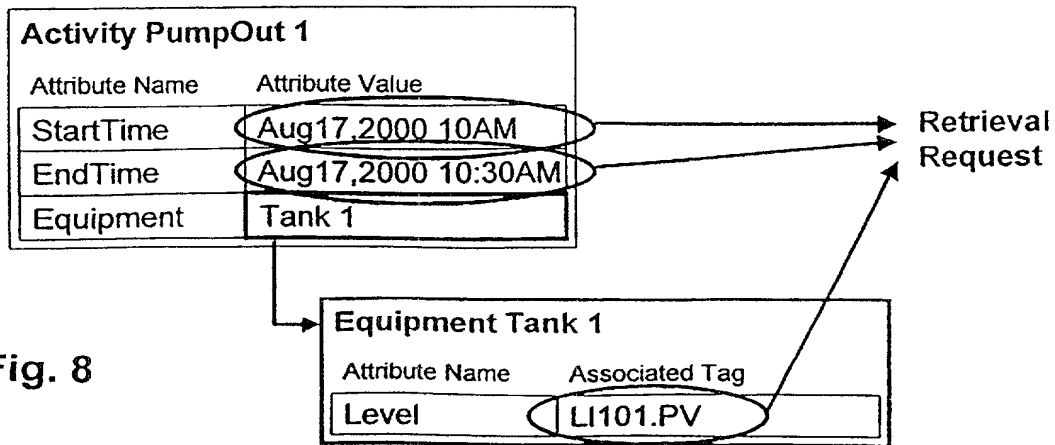 Activity PumpOut 1
Attribute Name Attribute Value
StartTime Aug17,2000 10AM
EndTime Aug17,2000 10:30AM
Equipment Tank 1
Retrieval
Request
Equipment Tank 1
Attribute Name Associated Tag
Level LI101.PV
Fig. 8